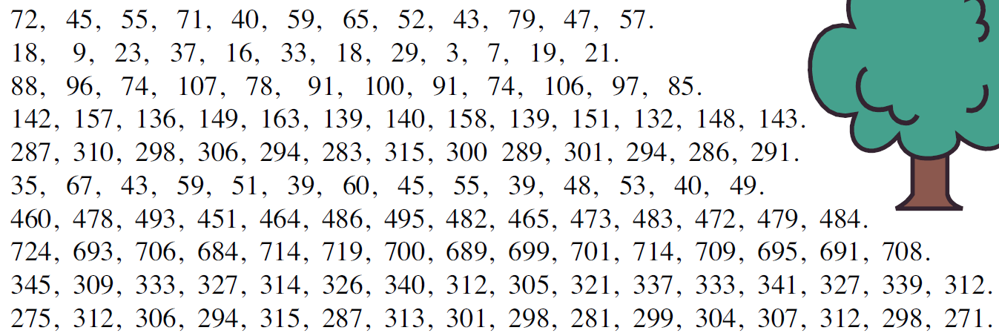 72, 45, 55, 71, 40, 59, 65, 52, 43, 79, 47, 57.
18, 9, 23, 37, 16, 33, 18, 29, 3, 7, 19, 21.
88, 96, 74, 107, 78, 91, 100, 91, 74, 106, 97, 85.
142, 157, 136, 149, 163, 139, 140, 158, 139, 151, 132, 148, 143.
287, 310, 298, 306, 294, 283, 315, 300 289, 301, 294, 286, 291.
35, 67, 43, 59, 51, 39, 60, 45, 55, 39, 48, 53, 40, 49.
460, 478, 493, 451, 464, 486, 495, 482, 465, 473, 483, 472, 479, 484.
724, 693, 706, 684, 714, 719, 700, 689, 699, 701, 714, 709, 695, 691, 708.
345, 309, 333, 327, 314, 326, 340, 312, 305, 321, 337, 333, 341, 327, 339, 312.
275, 312, 306, 294, 315, 287, 313, 301, 298, 281, 299, 304, 307, 312, 298, 271.